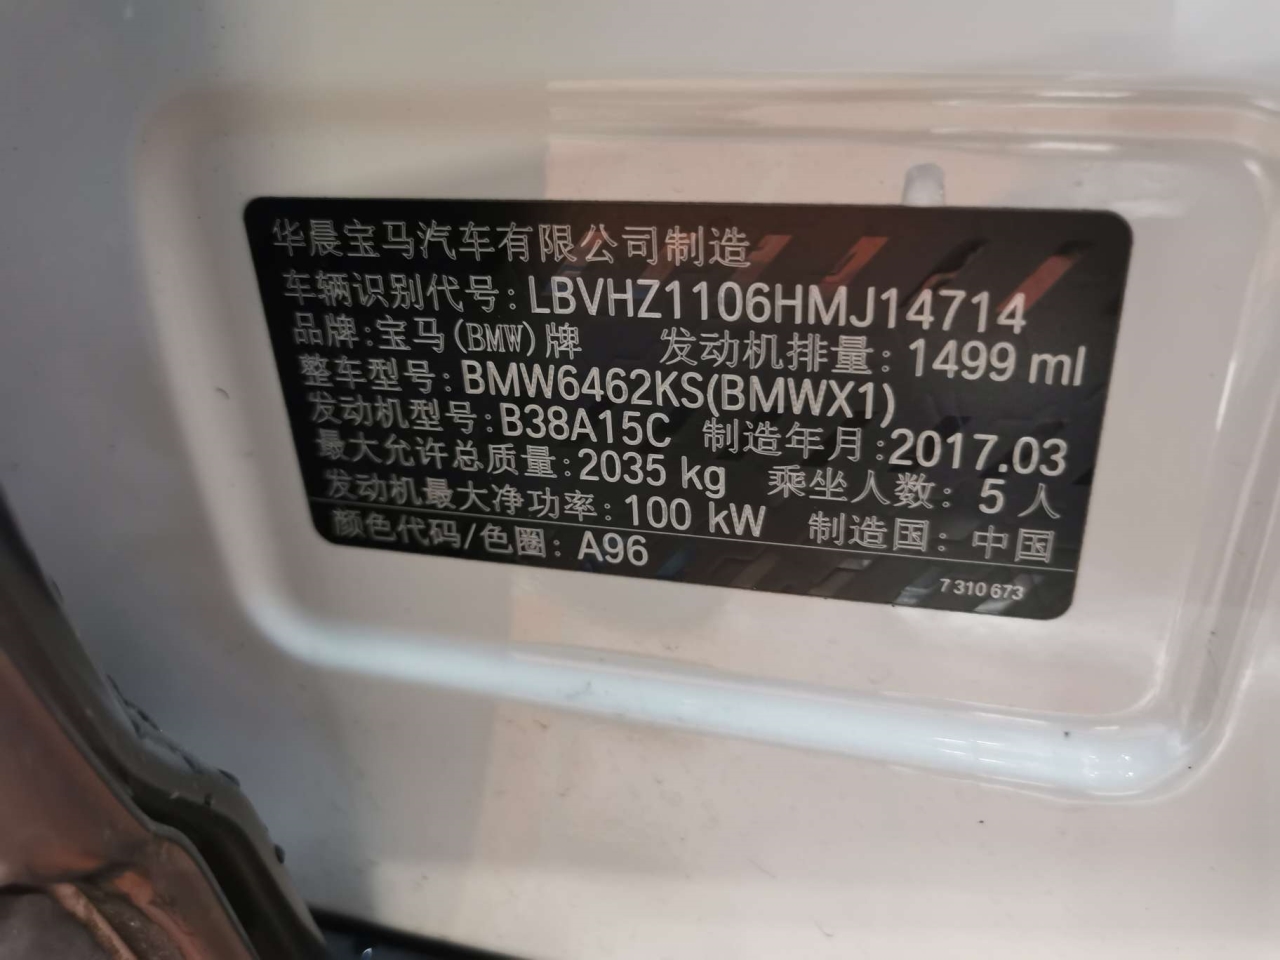 华晨宝马汽车有限公司制造
车辆识别代号:LBVHZ1106HMJ14714
品牌:宝马(BMW)牌 发动机排量:1499 ml
整车型号:BMW6462KS(BMWX1)
发动机型号:B38A15C 制造年月:2017.03
最大允许总质量:2035 kg 乘坐人数:5人
发动机最大净功率:100 kW 制造国:中国
颜色代码/色圈:A96
7 310 673